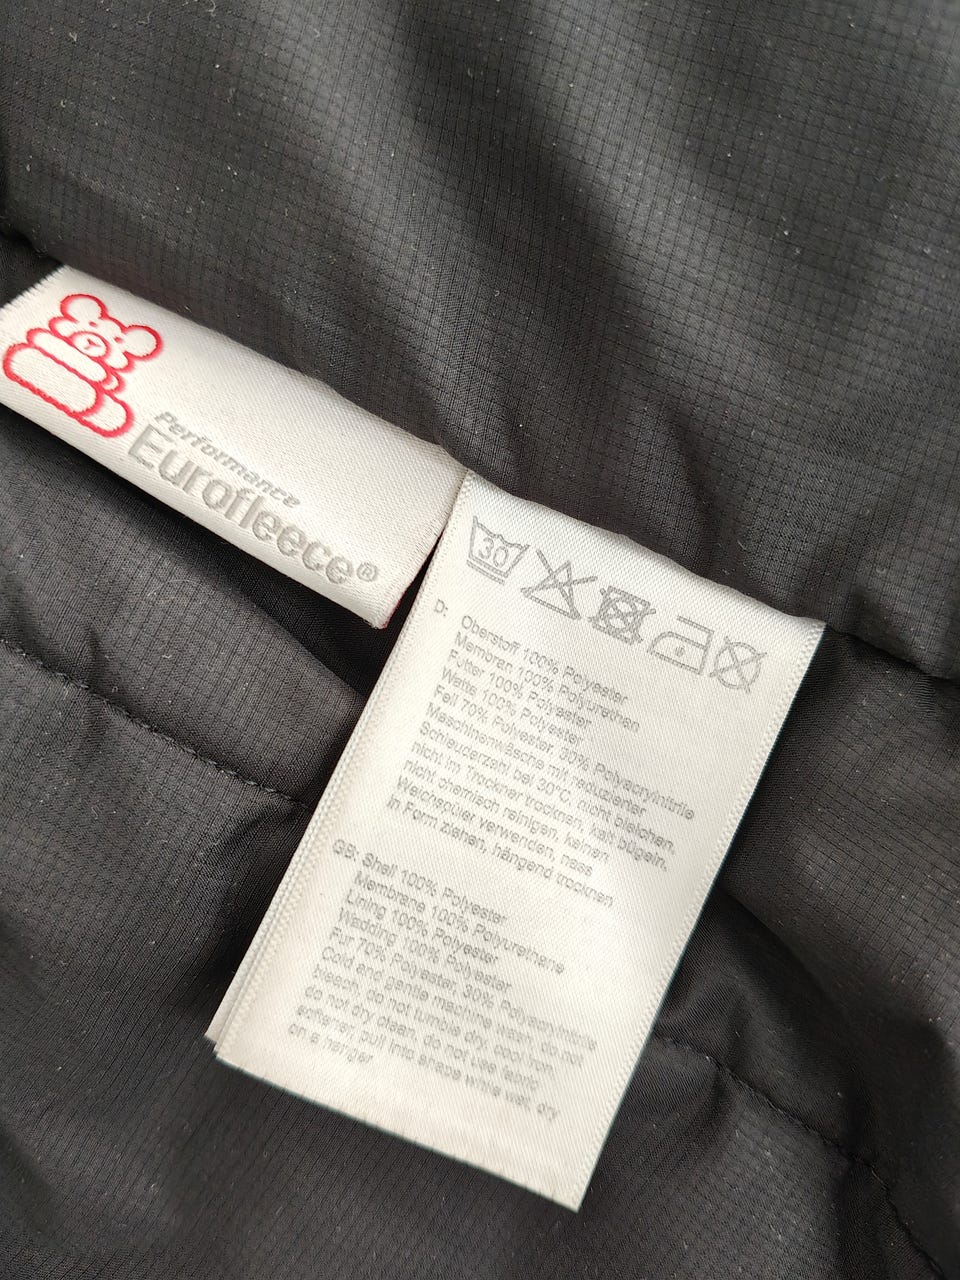 Performance
Eurofleece®
30
D: Oberstoff 100% Polyester
Membran 100% Polyurethan
Futter 100% Polyester
Watte 100% Polyester
Fell 70% Polyester, 30% Polyacrylnitrile
Maschinenwäsche mit reduzierter
Schleuderzahl bei 30°C, nicht bleichen,
nicht im Trockner trocknen, kalt bügeln,
nicht chemisch reinigen, keinen
Weichspüler verwenden, nass
in Form ziehen, hängend trocknen
GB: Shell 100% Polyester
Membrane 100% Polyurethane
Lining 100% Polyester
Wadding 100% Polyester
Fur 70% Polyester, 30% Polyacrylnitrile
Cold and gentle machine wash, do not
bleach, do not tumble dry, cool iron,
do not dry clean, do not use fabric
softener, pull into shape while wet, dry
on a hanger